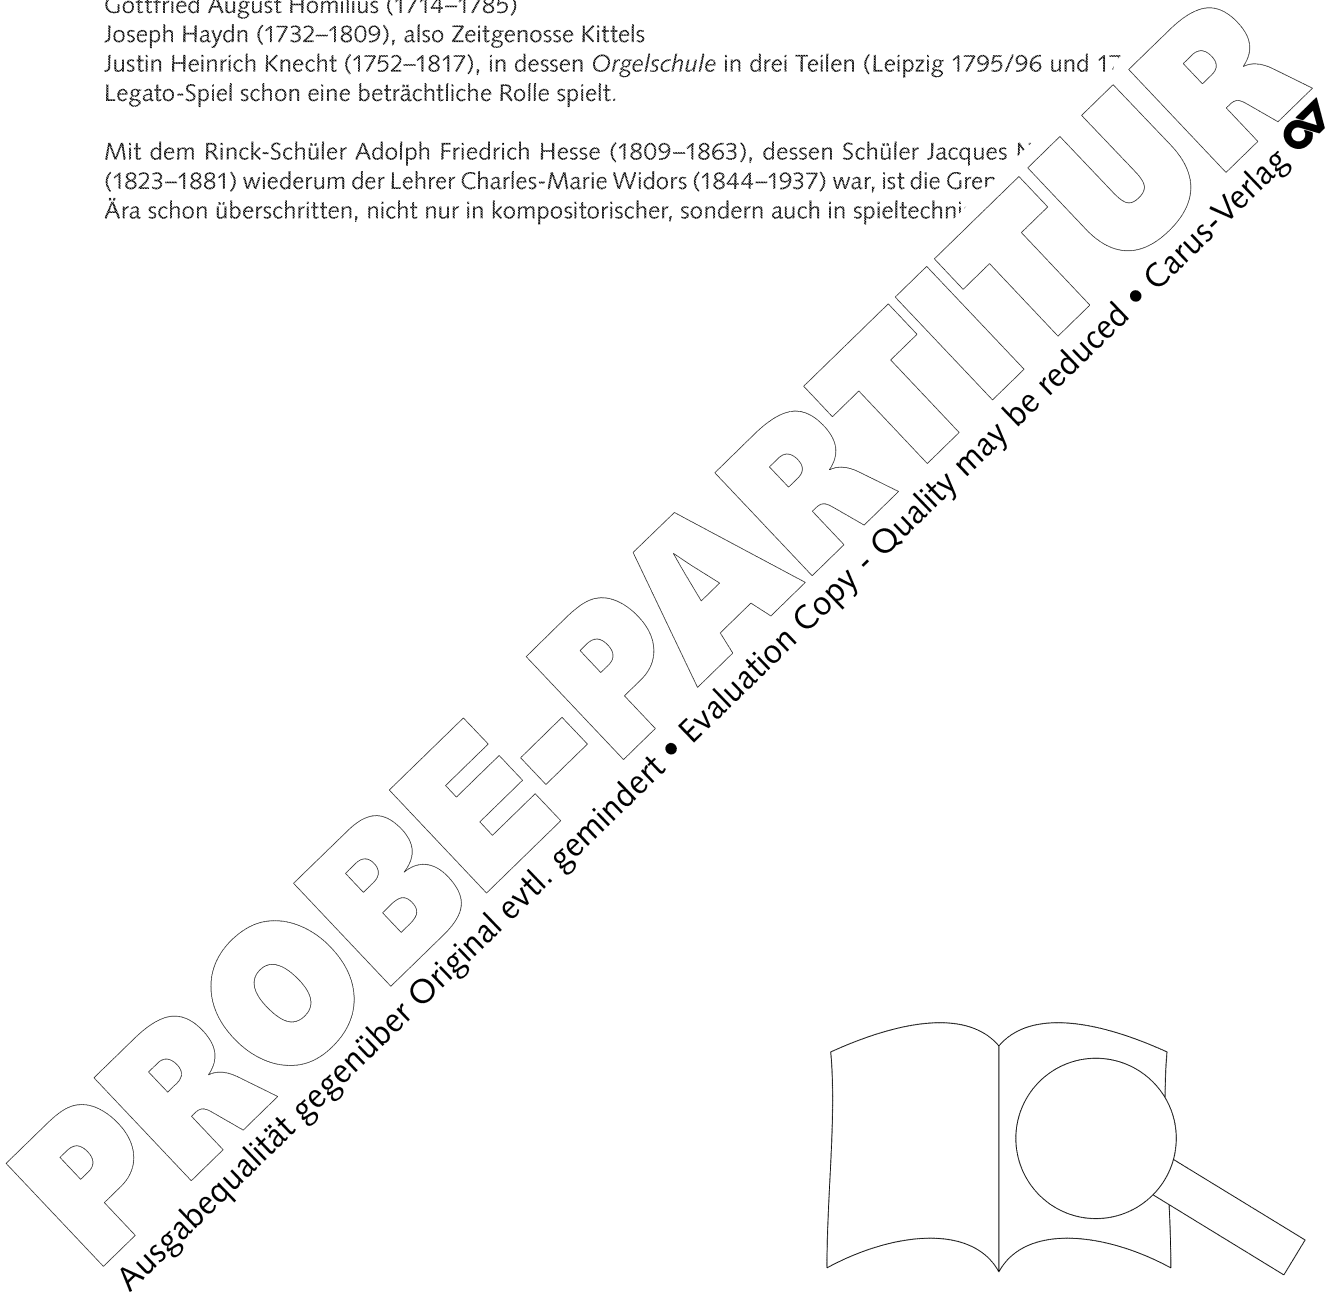 Gottfried August Homilius (1714–1785)
Joseph Haydn (1732–1809), also Zeitgenosse Kittels
Justin Heinrich Knecht (1752–1817), in dessen Orgelschule in drei Teilen (Leipzig 1795/96 und
Legato-Spiel schon eine beträchtliche Rolle spielt.
Mit dem Rinck-Schüler Adolph Friedrich Hesse (1809–1863), dessen Schüler Jacques
(1823–1881) wiederum der Lehrer Charles-Marie Widors (1844–1937) war, ist die
Ära schon überschritten, nicht nur in kompositorischer, sondern auch in
PROBE-PARTITUR
Ausgabequalität gegenüber Original evtl. gemindert • Evaluation Copy - Quality may be reduced • Carus-Verlag